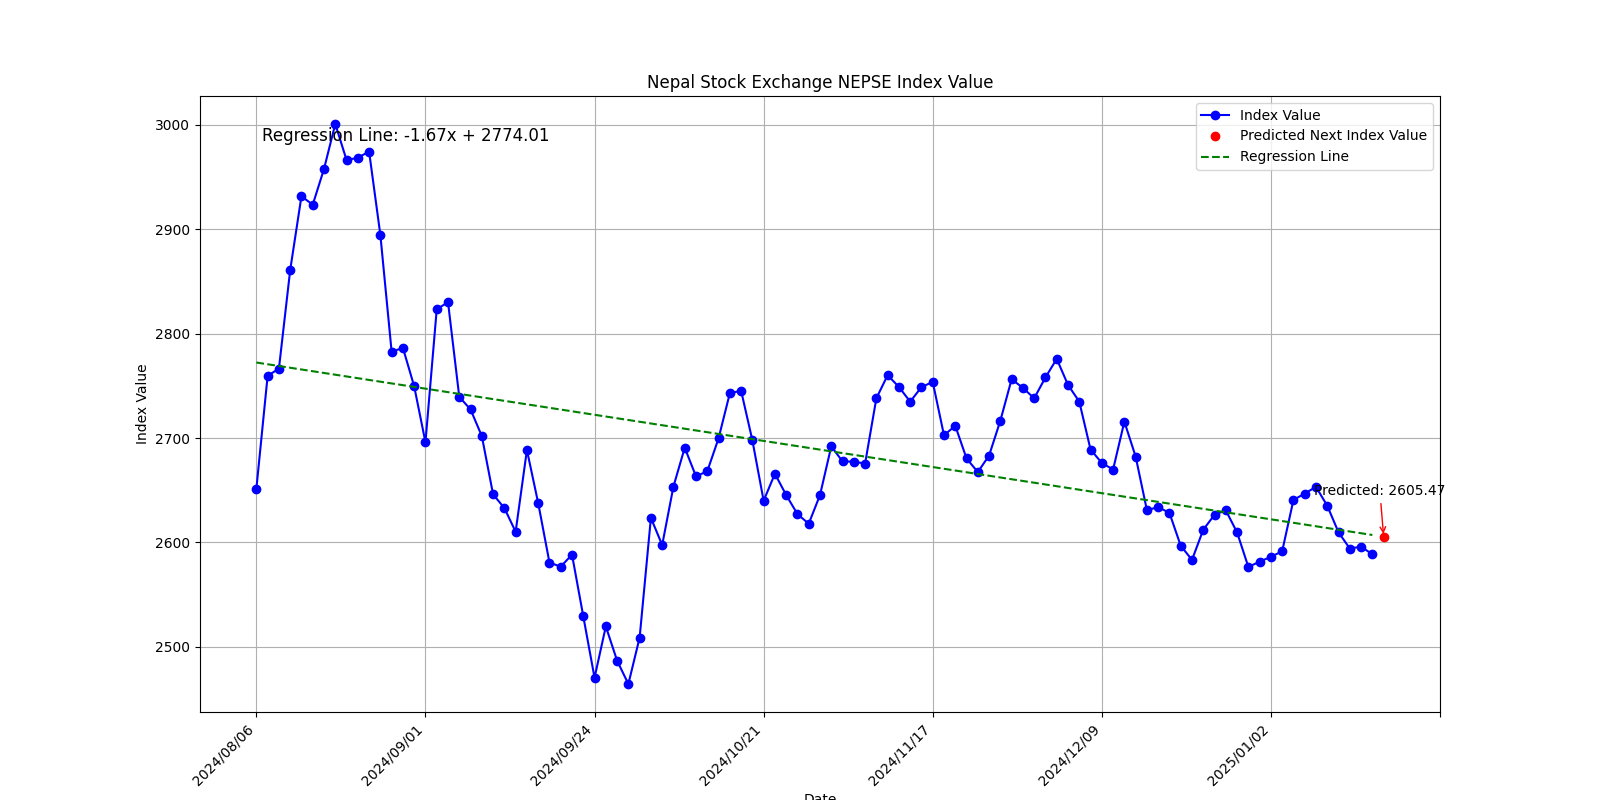 Nepal Stock Exchange NEPSE Index Value
Regression Line: -1.67x + 2774.01
Index Value
Predicted Next Index Value
Regression Line
3000
2900
2800
2700
2600
2500
Index Value
Predicted: 2605.47
2024/08/06
2024/09/01
2024/09/24
2024/10/21
2024/11/17
2024/12/09
2025/01/02
Date